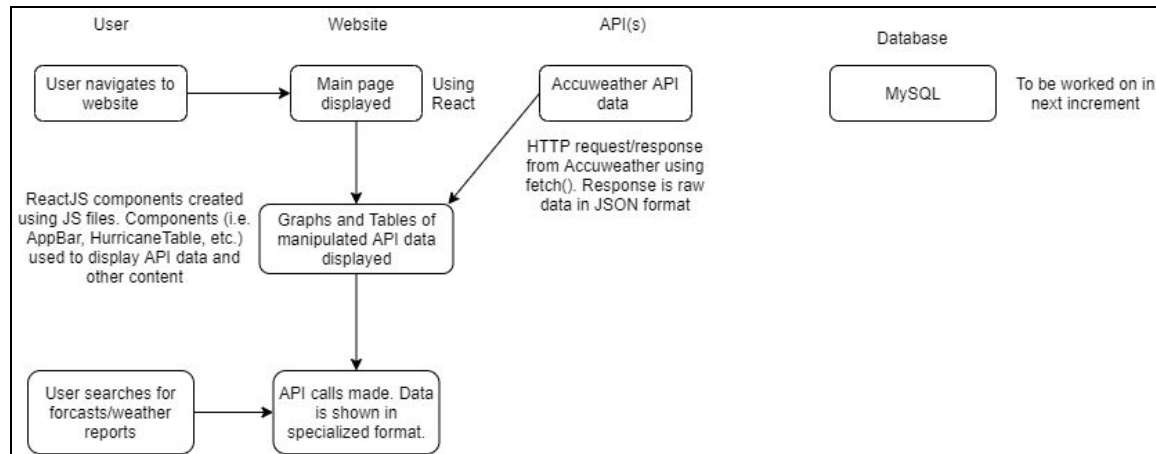 User
Website
API(s)
Database
User navigates to
website
Main page
displayed
Using
React
Accuweather API
data
MySQL
To be worked on in
next increment
HTTP request/response
from Accuweather using
fetch(). Response is raw
data in JSON format
ReactJS components created
using JS files. Components (i.e.
AppBar, HurricaneTable, etc.)
used to display API data and
other content
Graphs and Tables of
manipulated API data
displayed
User searches for
forcasts/weather
reports
API calls made. Data
is shown in
specialized format.